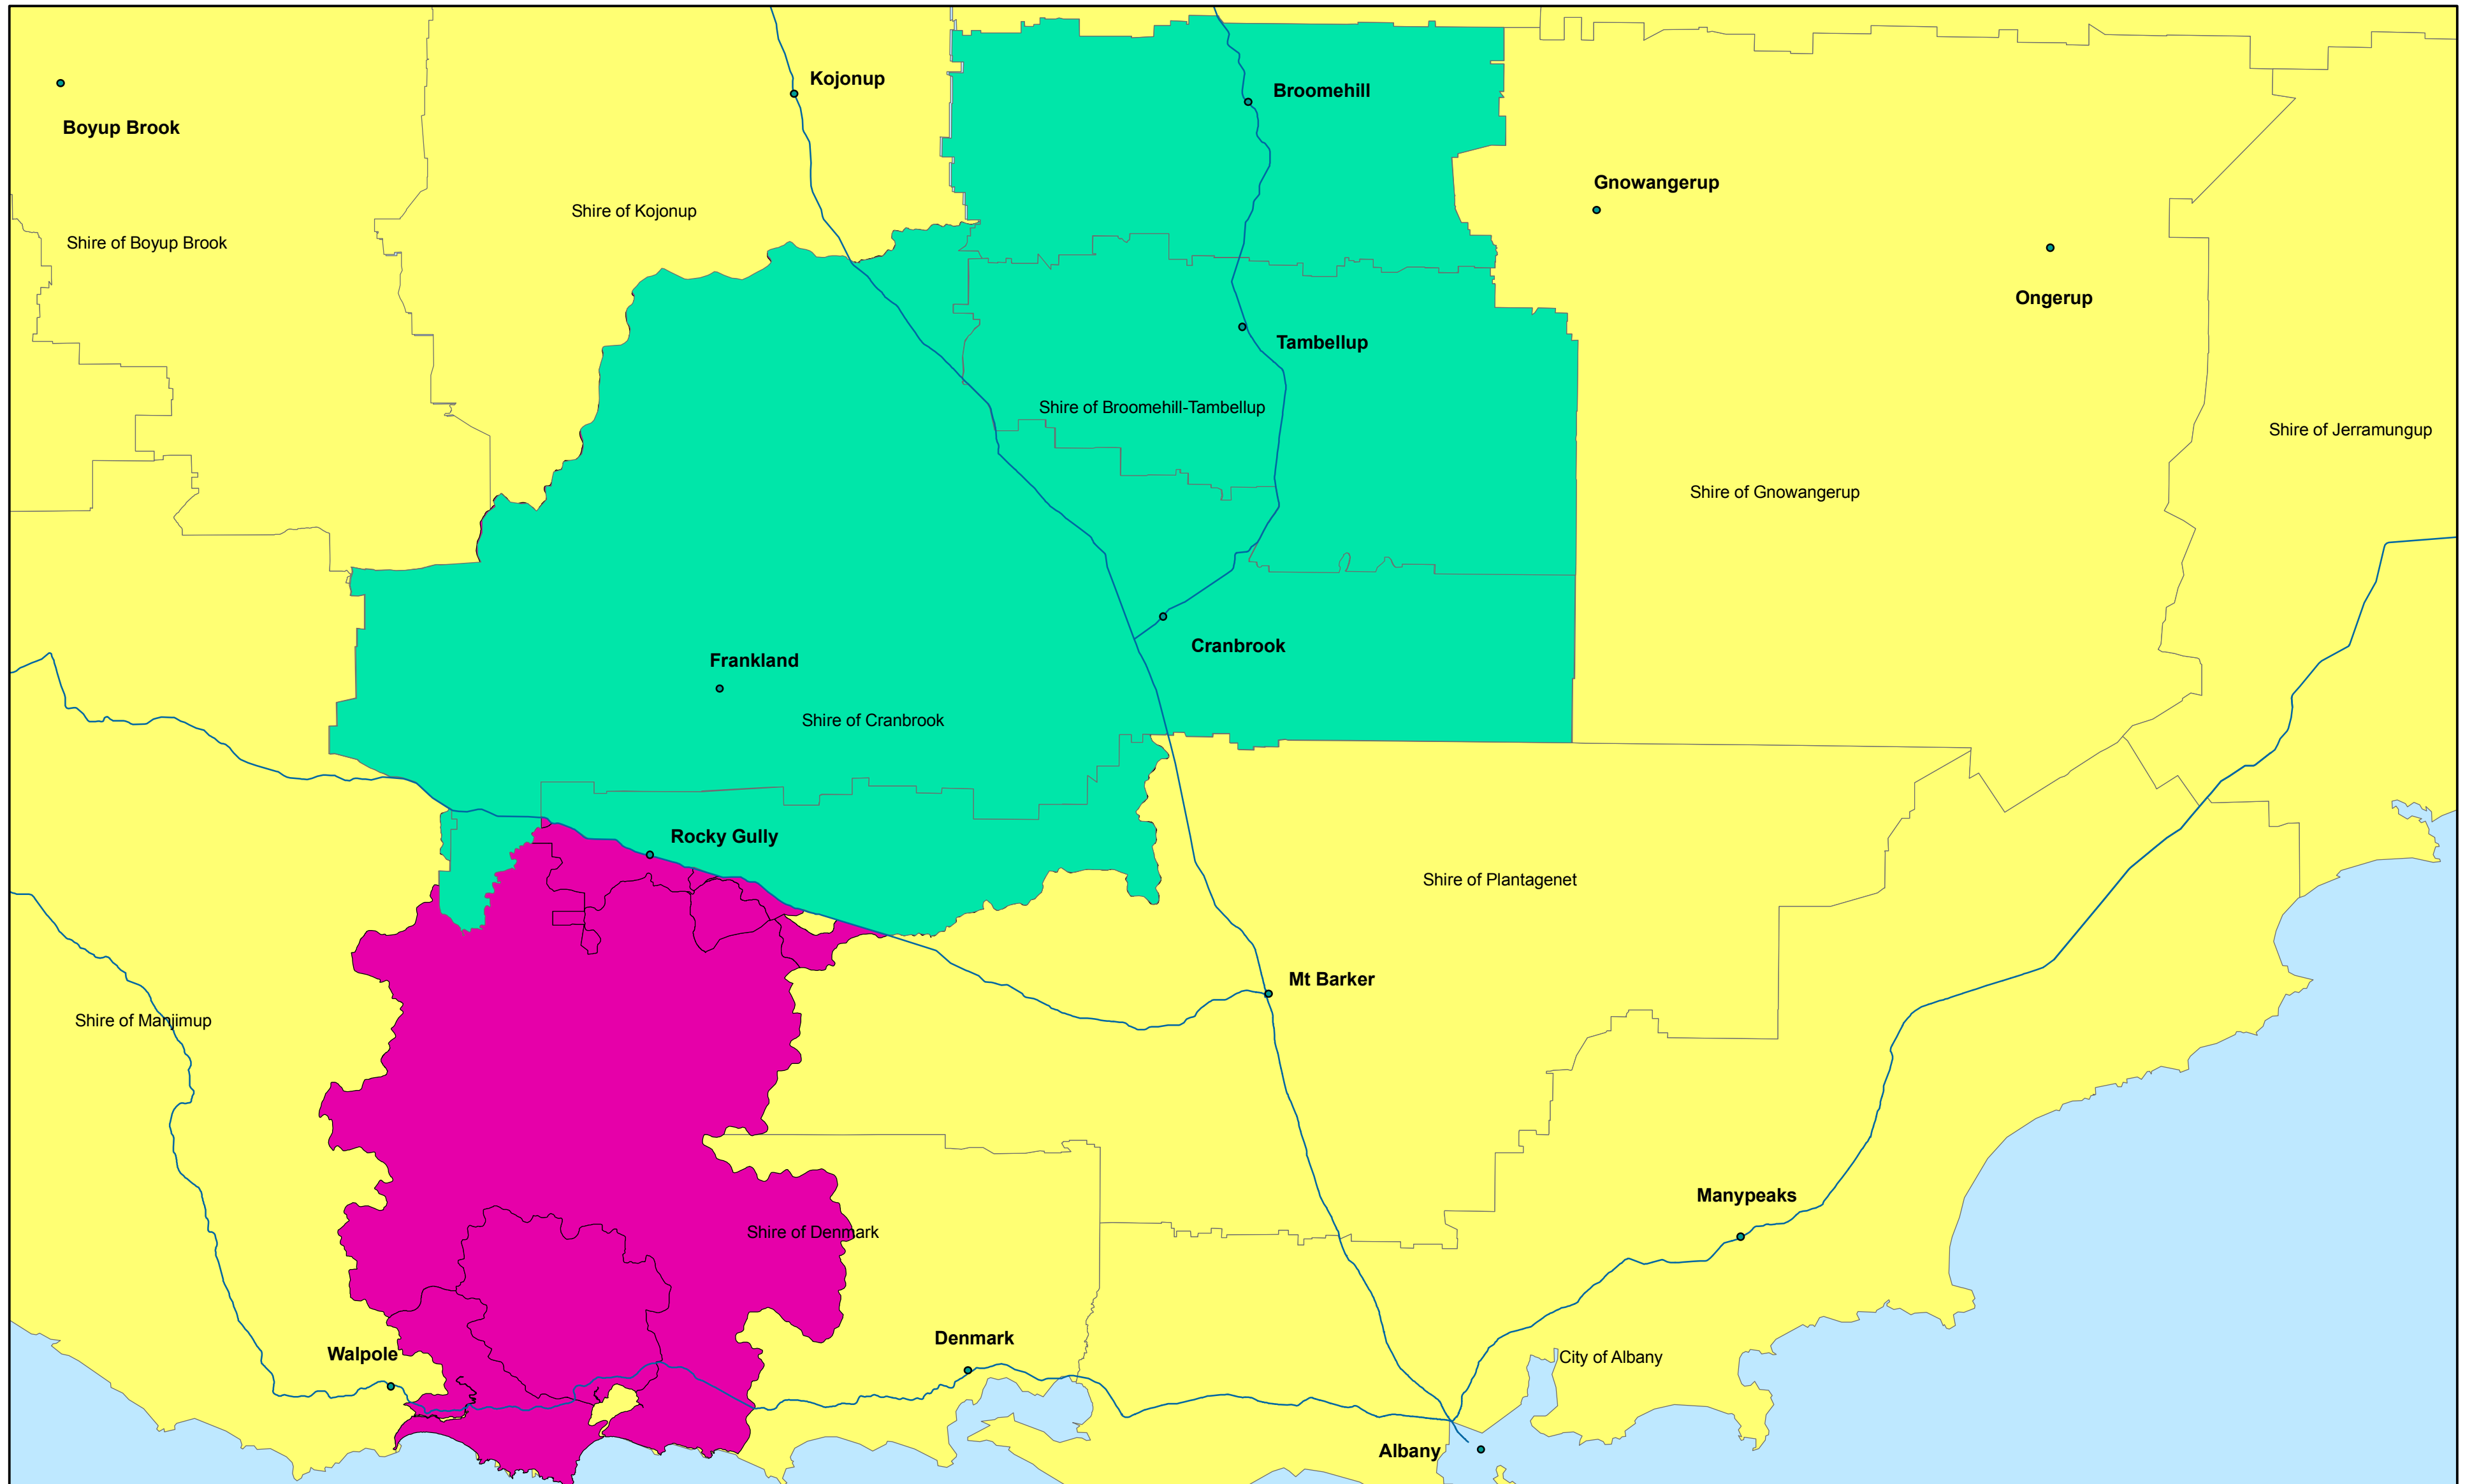 Kojonup
Broomehill
Boyup Brook
Gnowangerup
Shire of Kojonup
Shire of Boyup Brook
Ongerup
Tambellup
Shire of Broomehill-Tambellup
Shire of Jerramungup
Shire of Gnowangerup
Cranbrook
Frankland
Shire of Cranbrook
Rocky Gully
Shire of Plantagenet
Mt Barker
Shire of Manjimup
Manypeaks
Shire of Denmark
Denmark
Walpole
City of Albany
Albany